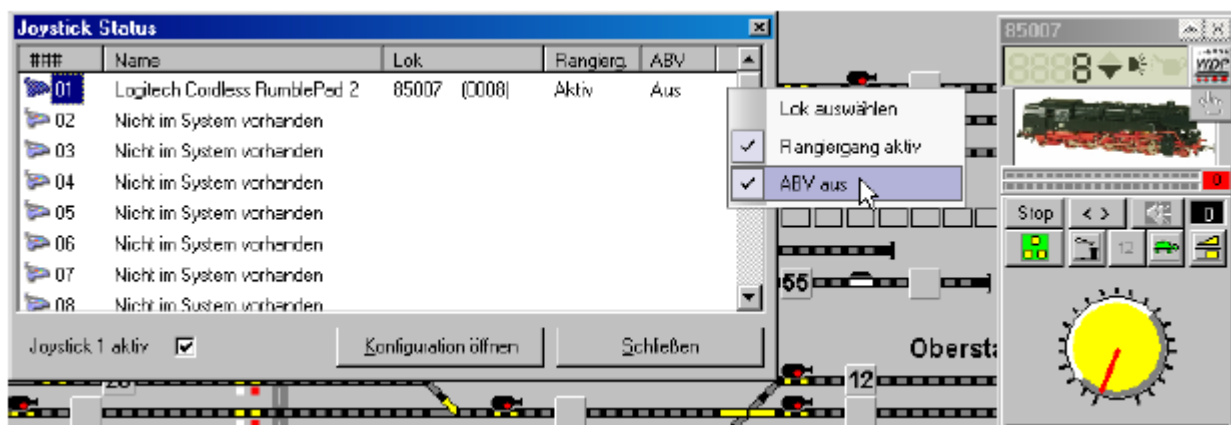 Joystick Status
### Name Lok Rangierg. ABV
01 Logitech Cordless RumblePad 2 85007 (0008) Aktiv Aus
02 Nicht im System vorhanden
03 Nicht im System vorhanden
04 Nicht im System vorhanden
05 Nicht im System vorhanden
06 Nicht im System vorhanden
07 Nicht im System vorhanden
08 Nicht im System vorhanden
Joystick 1 aktiv
Konfiguration öffnen
Schließen
Lok auswählen
Rangiergang aktiv
ABV aus
85007
8
WDP
0
Stop < > 0
12
55
Obersta
12
20